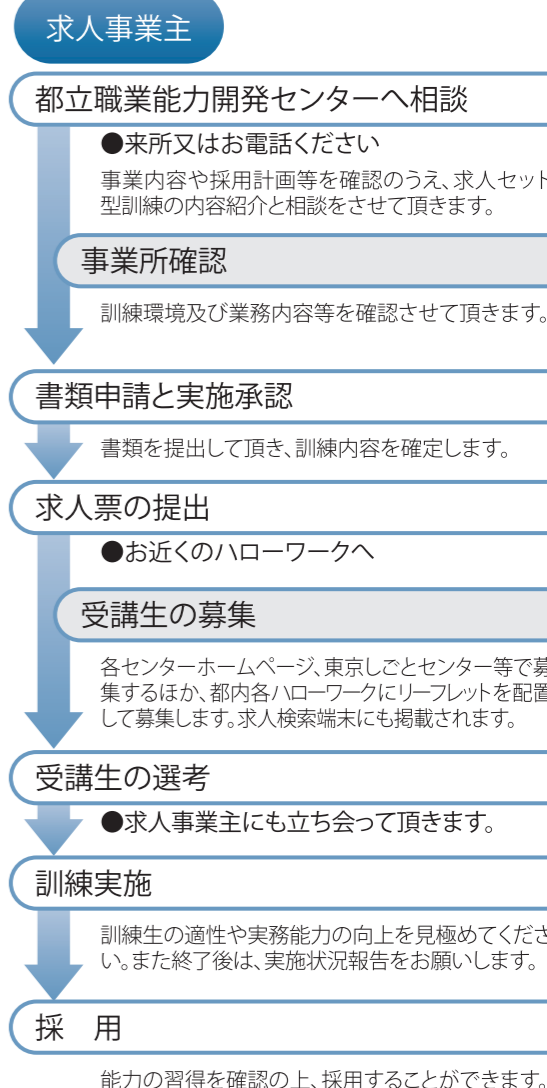 求人事業主
都立職業能力開発センターへ相談
●来所又はお電話ください
事業内容や採用計画等を確認のうえ、求人セット
型訓練の内容紹介と相談をさせて頂きます。
事業所確認
訓練環境及び業務内容等を確認させて頂きます。
書類申請と実施承認
書類を提出して頂き、訓練内容を確定します。
求人票の提出
●お近くのハローワークへ
受講生の募集
各センターホームページ、東京しごとセンター等で募
集するほか、都内各ハローワークにリーフレットを配置
して募集します。求人検索端末にも掲載されます。
受講生の選考
●求人事業主にも立ち会って頂きます。
訓練実施
訓練生の適性や実務能力の向上を見極めてくださ
い。また終了後は、実施状況報告をお願いします。
採　用
能力の習得を確認の上、採用することができます。